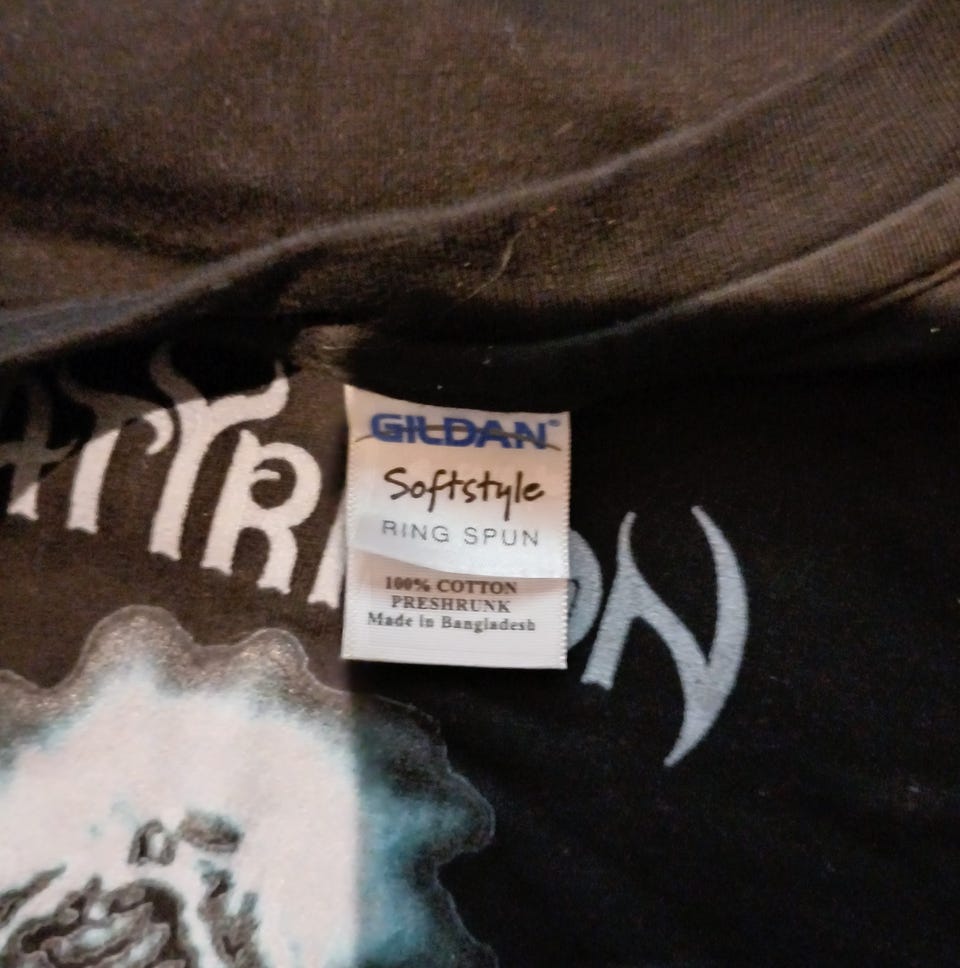 GILDAN®
Softstyle
RING SPUN
100% COTTON
PRESHRUNK
Made in Bangladesh